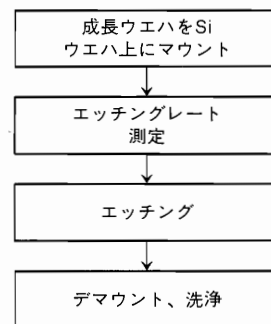 成長ウエハをSi
ウエハ上にマウント
エッチングレート
測定
エッチング
デマウント、洗浄